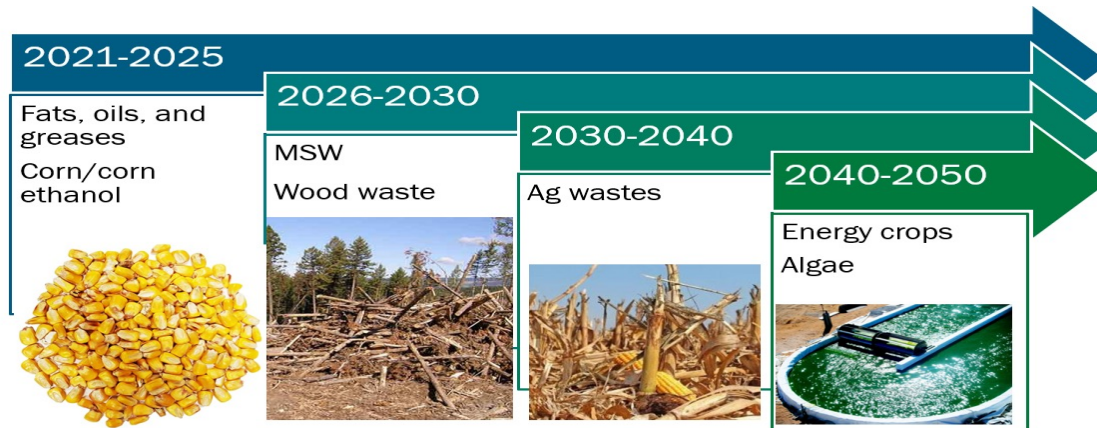 2021-2025
Fats, oils, and
greases
Corn/corn
ethanol
2026-2030
MSW
Wood waste
2030-2040
Ag wastes
2040-2050
Energy crops
Algae